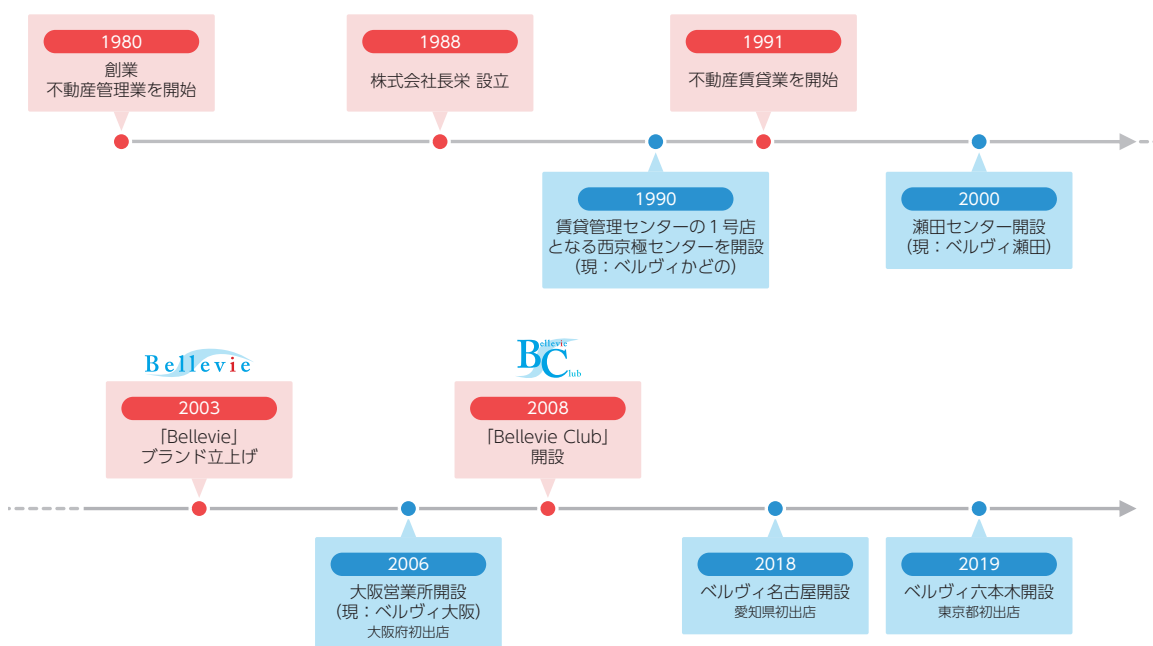 1980
創業
不動産管理業を開始
1988
株式会社長栄 設立
1991
不動産賃貸業を開始
1990
賃貸管理センターの1号店
となる西京極センターを開設
(現：ベルヴィかどの)
2000
瀬田センター開設
(現：ベルヴィ瀬田)
Bellevie
2003
「Bellevie」
ブランド立上げ
Bellevie Club
2008
「Bellevie Club」
開設
2006
大阪営業所開設
(現：ベルヴィ大阪)
大阪府初出店
2018
ベルヴィ名古屋開設
愛知県初出店
2019
ベルヴィ六本木開設
東京都初出店